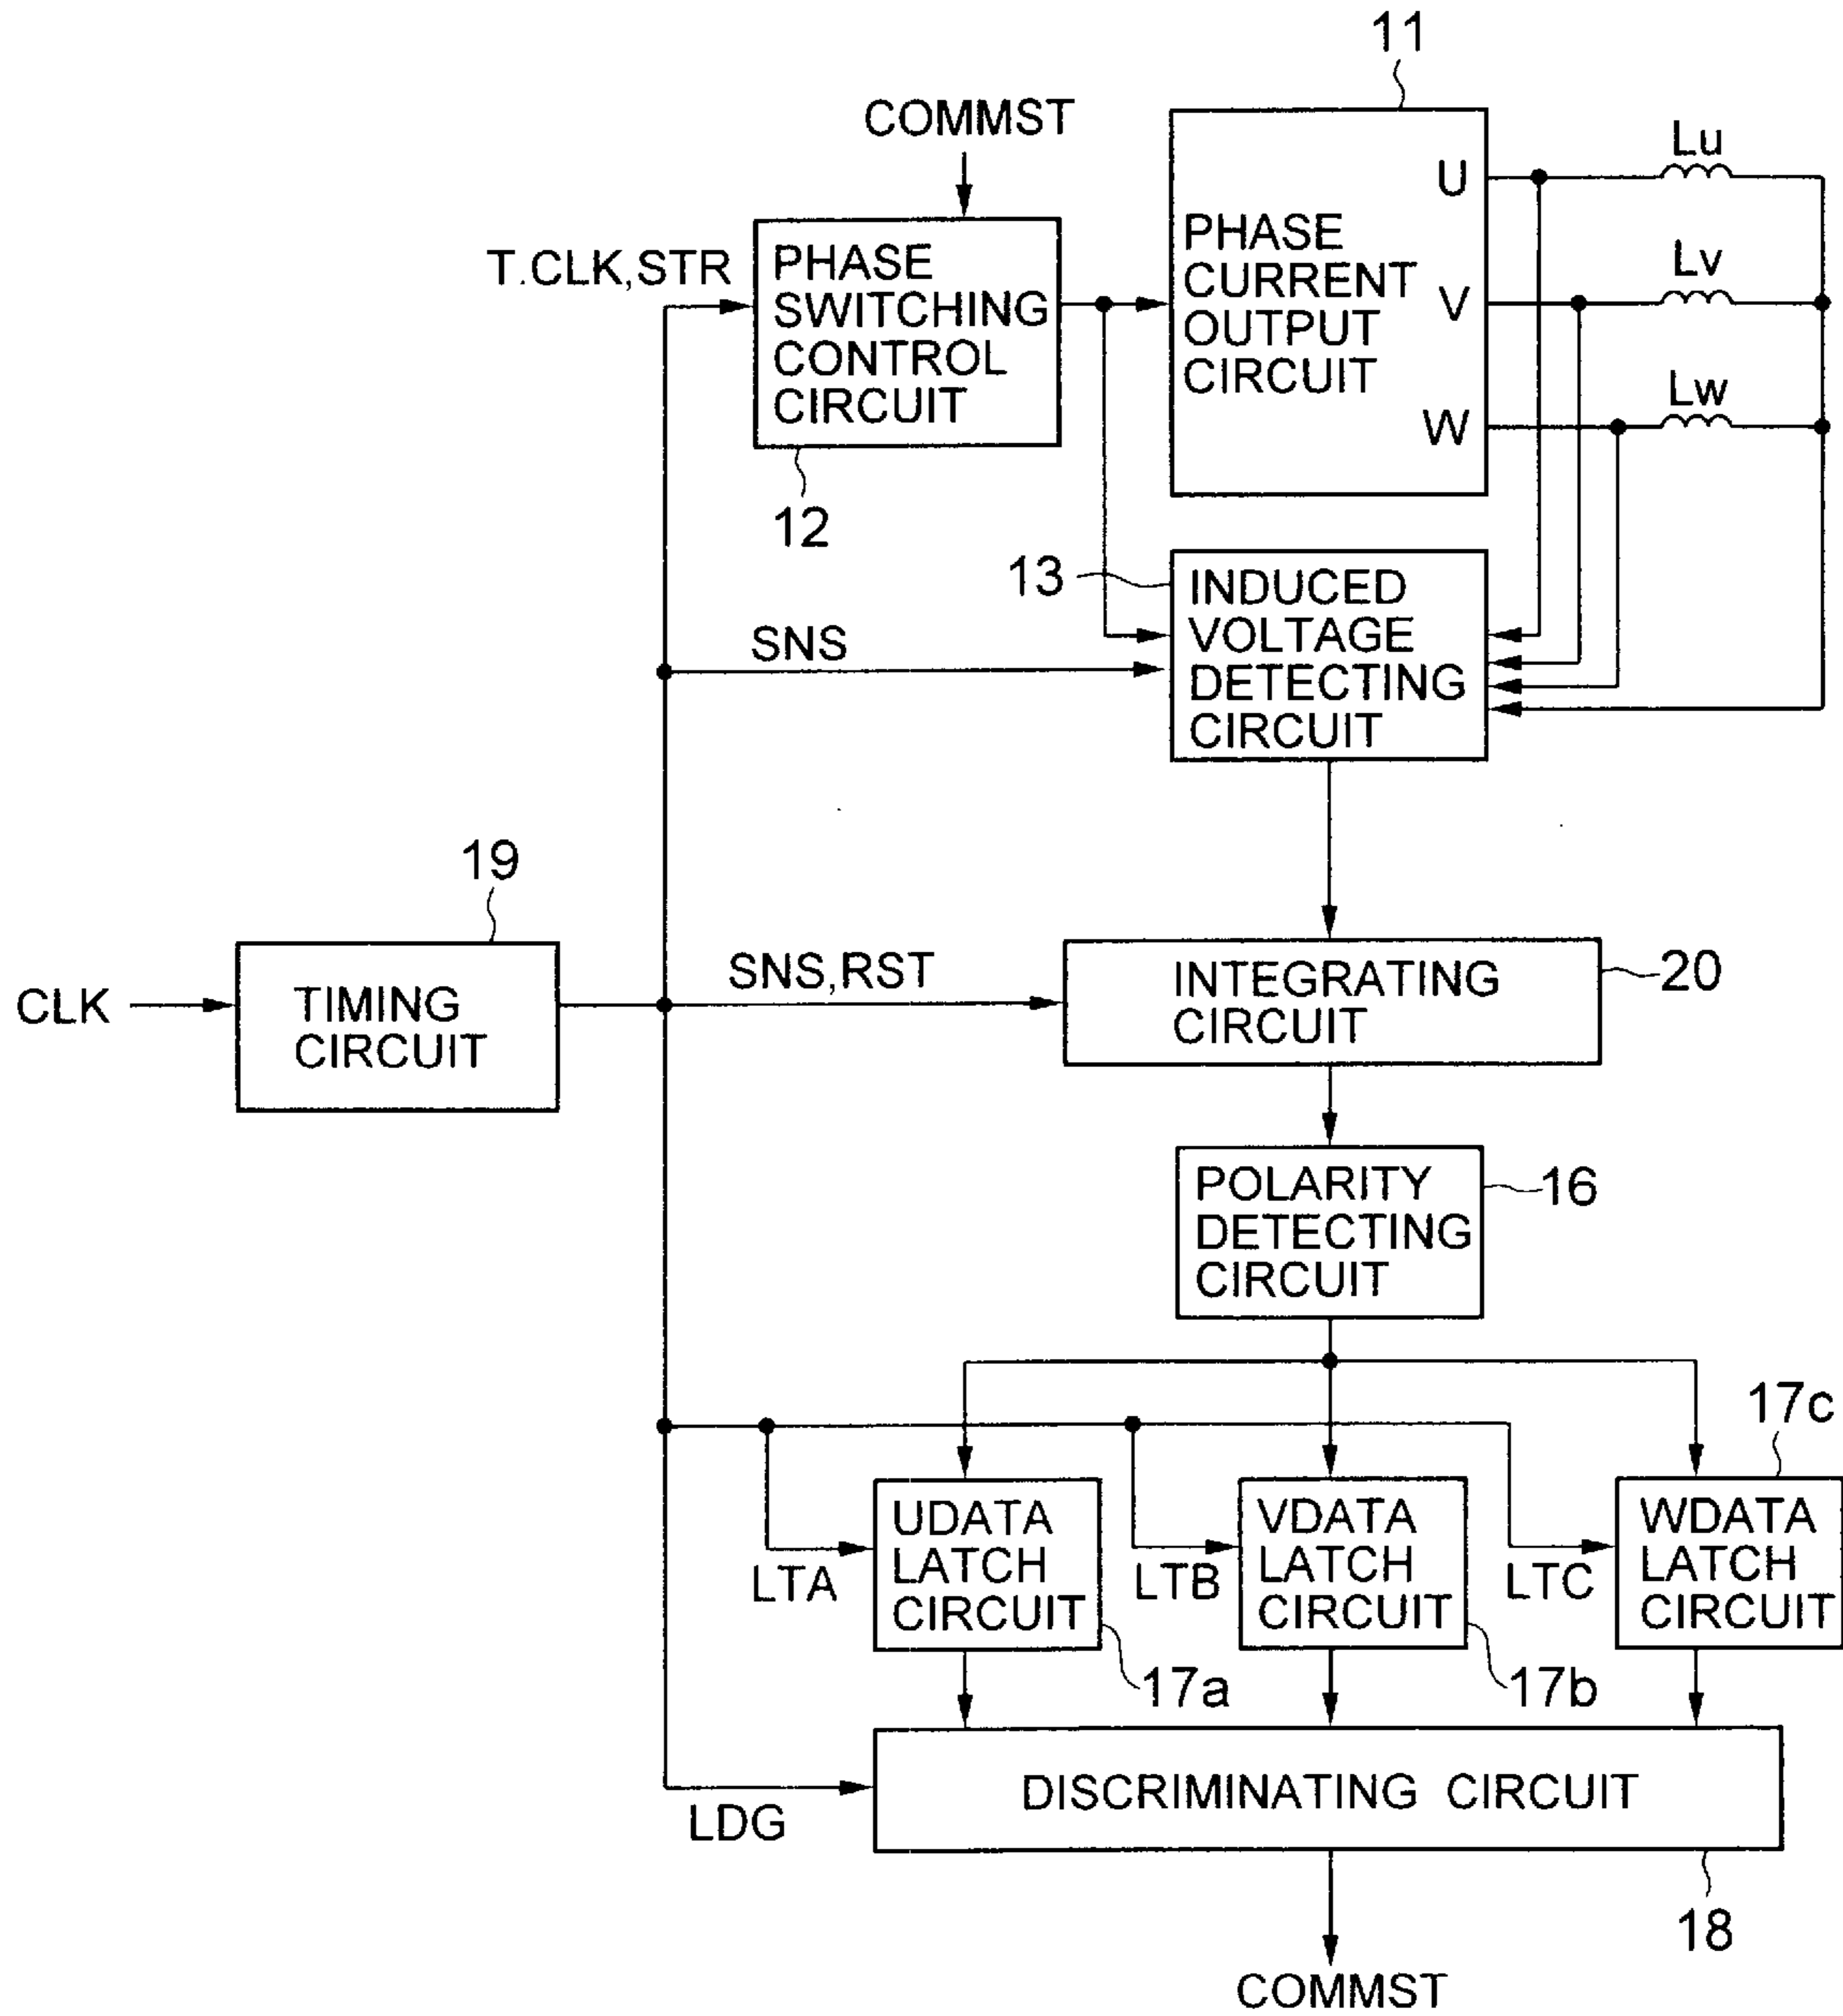 11
COMMST
Lu
U
PHASE
CURRENT
OUTPUT
CIRCUIT
T.CLK,STR
PHASE
SWITCHING
CONTROL
CIRCUIT
Lv
V
Lw
W
12
13
INDUCED
VOLTAGE
DETECTING
CIRCUIT
SNS
19
CLK
TIMING
CIRCUIT
SNS,RST
INTEGRATING
CIRCUIT
20
POLARITY
DETECTING
CIRCUIT
16
17c
UDATA
LATCH
CIRCUIT
VDATA
LATCH
CIRCUIT
WDATA
LATCH
CIRCUIT
LTA
LTB
LTC
17a
17b
LDG
DISCRIMINATING CIRCUIT
18
COMMST